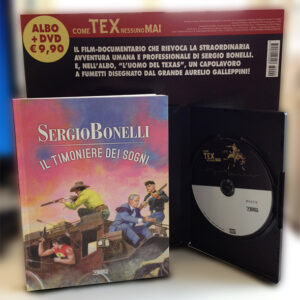 ALBO
+ DVD
€ 9,90
COME TEX NESSUNO MAI
IL FILM-DOCUMENTARIO CHE RIEVOCA LA STRAORDINARIA
AVVENTURA UMANA E PROFESSIONALE DI SERGIO BONELLI.
E, NELL'ALBO, "L'UOMO DEL TEXAS", UN CAPOLAVORO
A FUMETTI DISEGNATO DAL GRANDE AURELIO GALLEPPINI!
SERGIO BONELLI
IL TIMONIERE DEI SOGNI
TEX